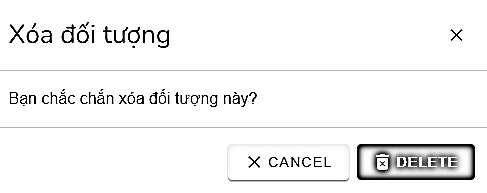 Xóa đối tượng
Bạn chắc chắn xóa đối tượng này?
CANCEL DELETE